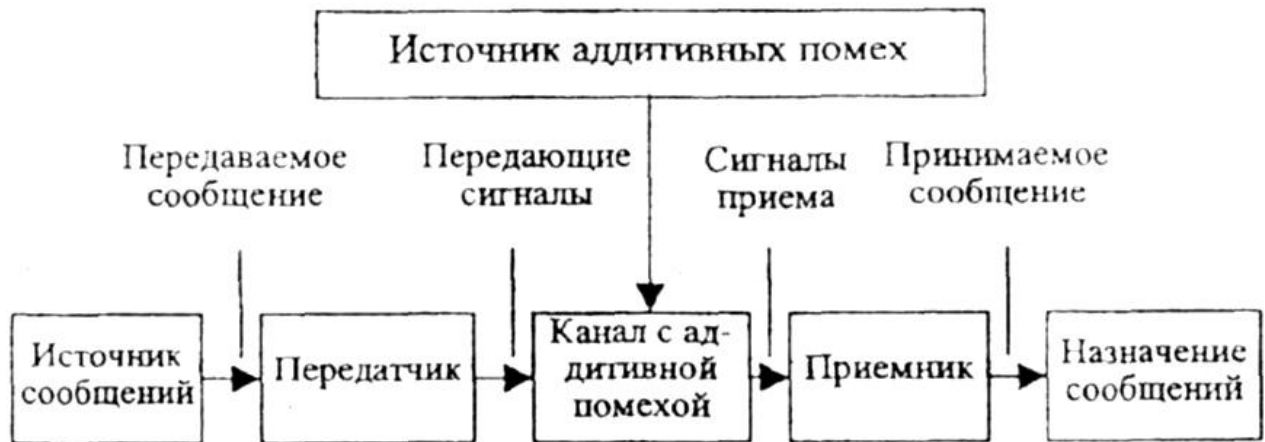 Источник аддитивных помех
Передаваемое
сообщение
Передающие
сигналы
Сигналы
приема
Принимаемое
сообщение
Источник
сообщений
Передатчик
Канал с ад-
дитивной
помехой
Приемник
Назначение
сообщений